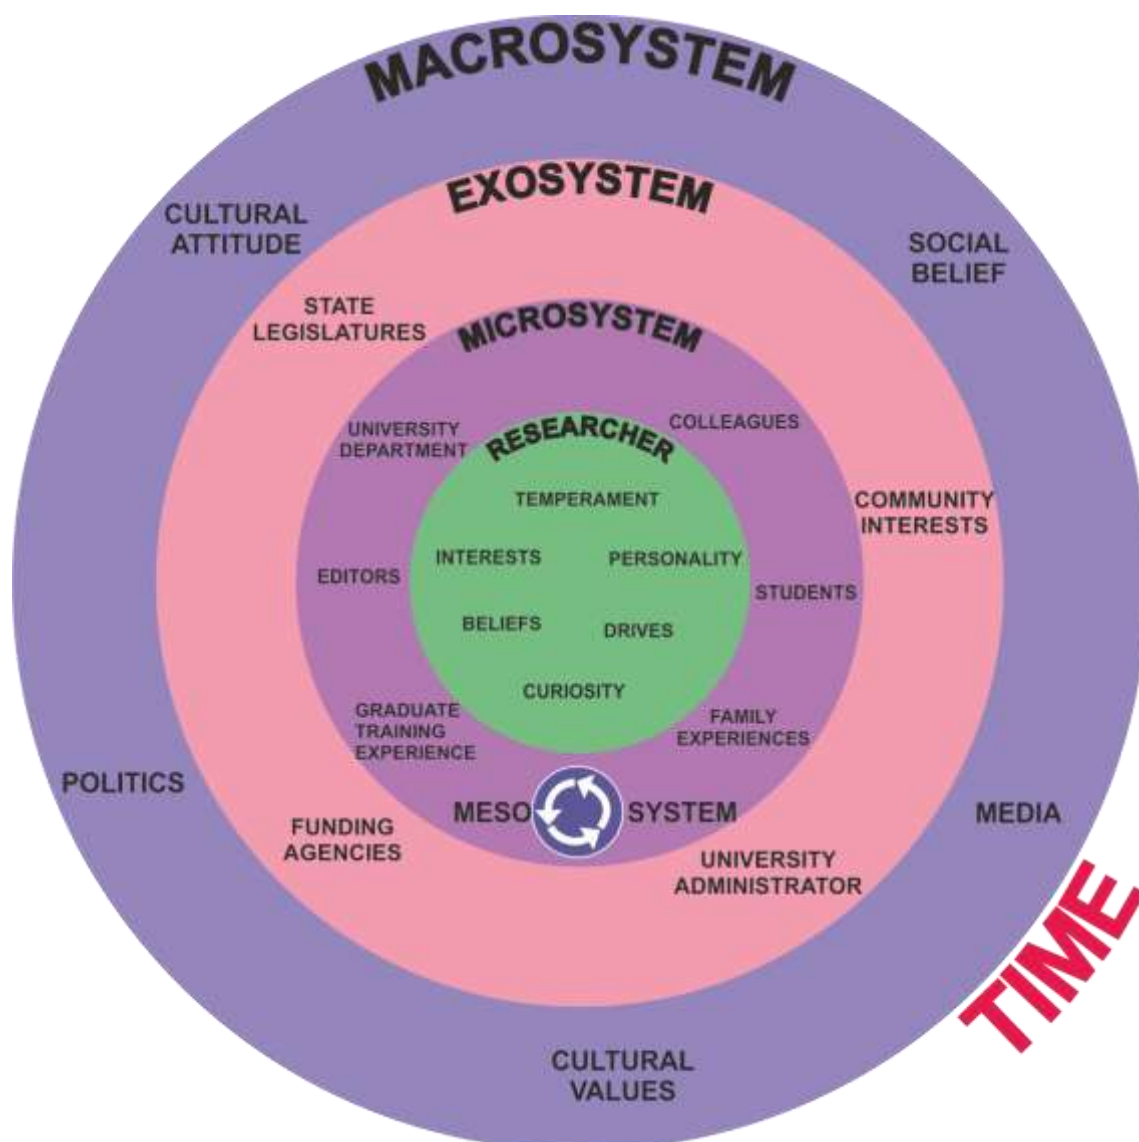 MACROSYSTEM
EXOSYSTEM
CULTURAL
ATTITUDE
SOCIAL
BELIEF
STATE
LEGISLATURES
MICROSYSTEM
UNIVERSITY
DEPARTMENT
RESEARCHER
COLLEAGUES
TEMPERAMENT
COMMUNITY
INTERESTS
INTERESTS
PERSONALITY
EDITORS
STUDENTS
BELIEFS
DRIVES
CURIOSITY
GRADUATE
TRAINING
EXPERIENCE
FAMILY
EXPERIENCES
POLITICS
MESO SYSTEM
MEDIA
FUNDING
AGENCIES
UNIVERSITY
ADMINISTRATOR
TIME
CULTURAL
VALUES